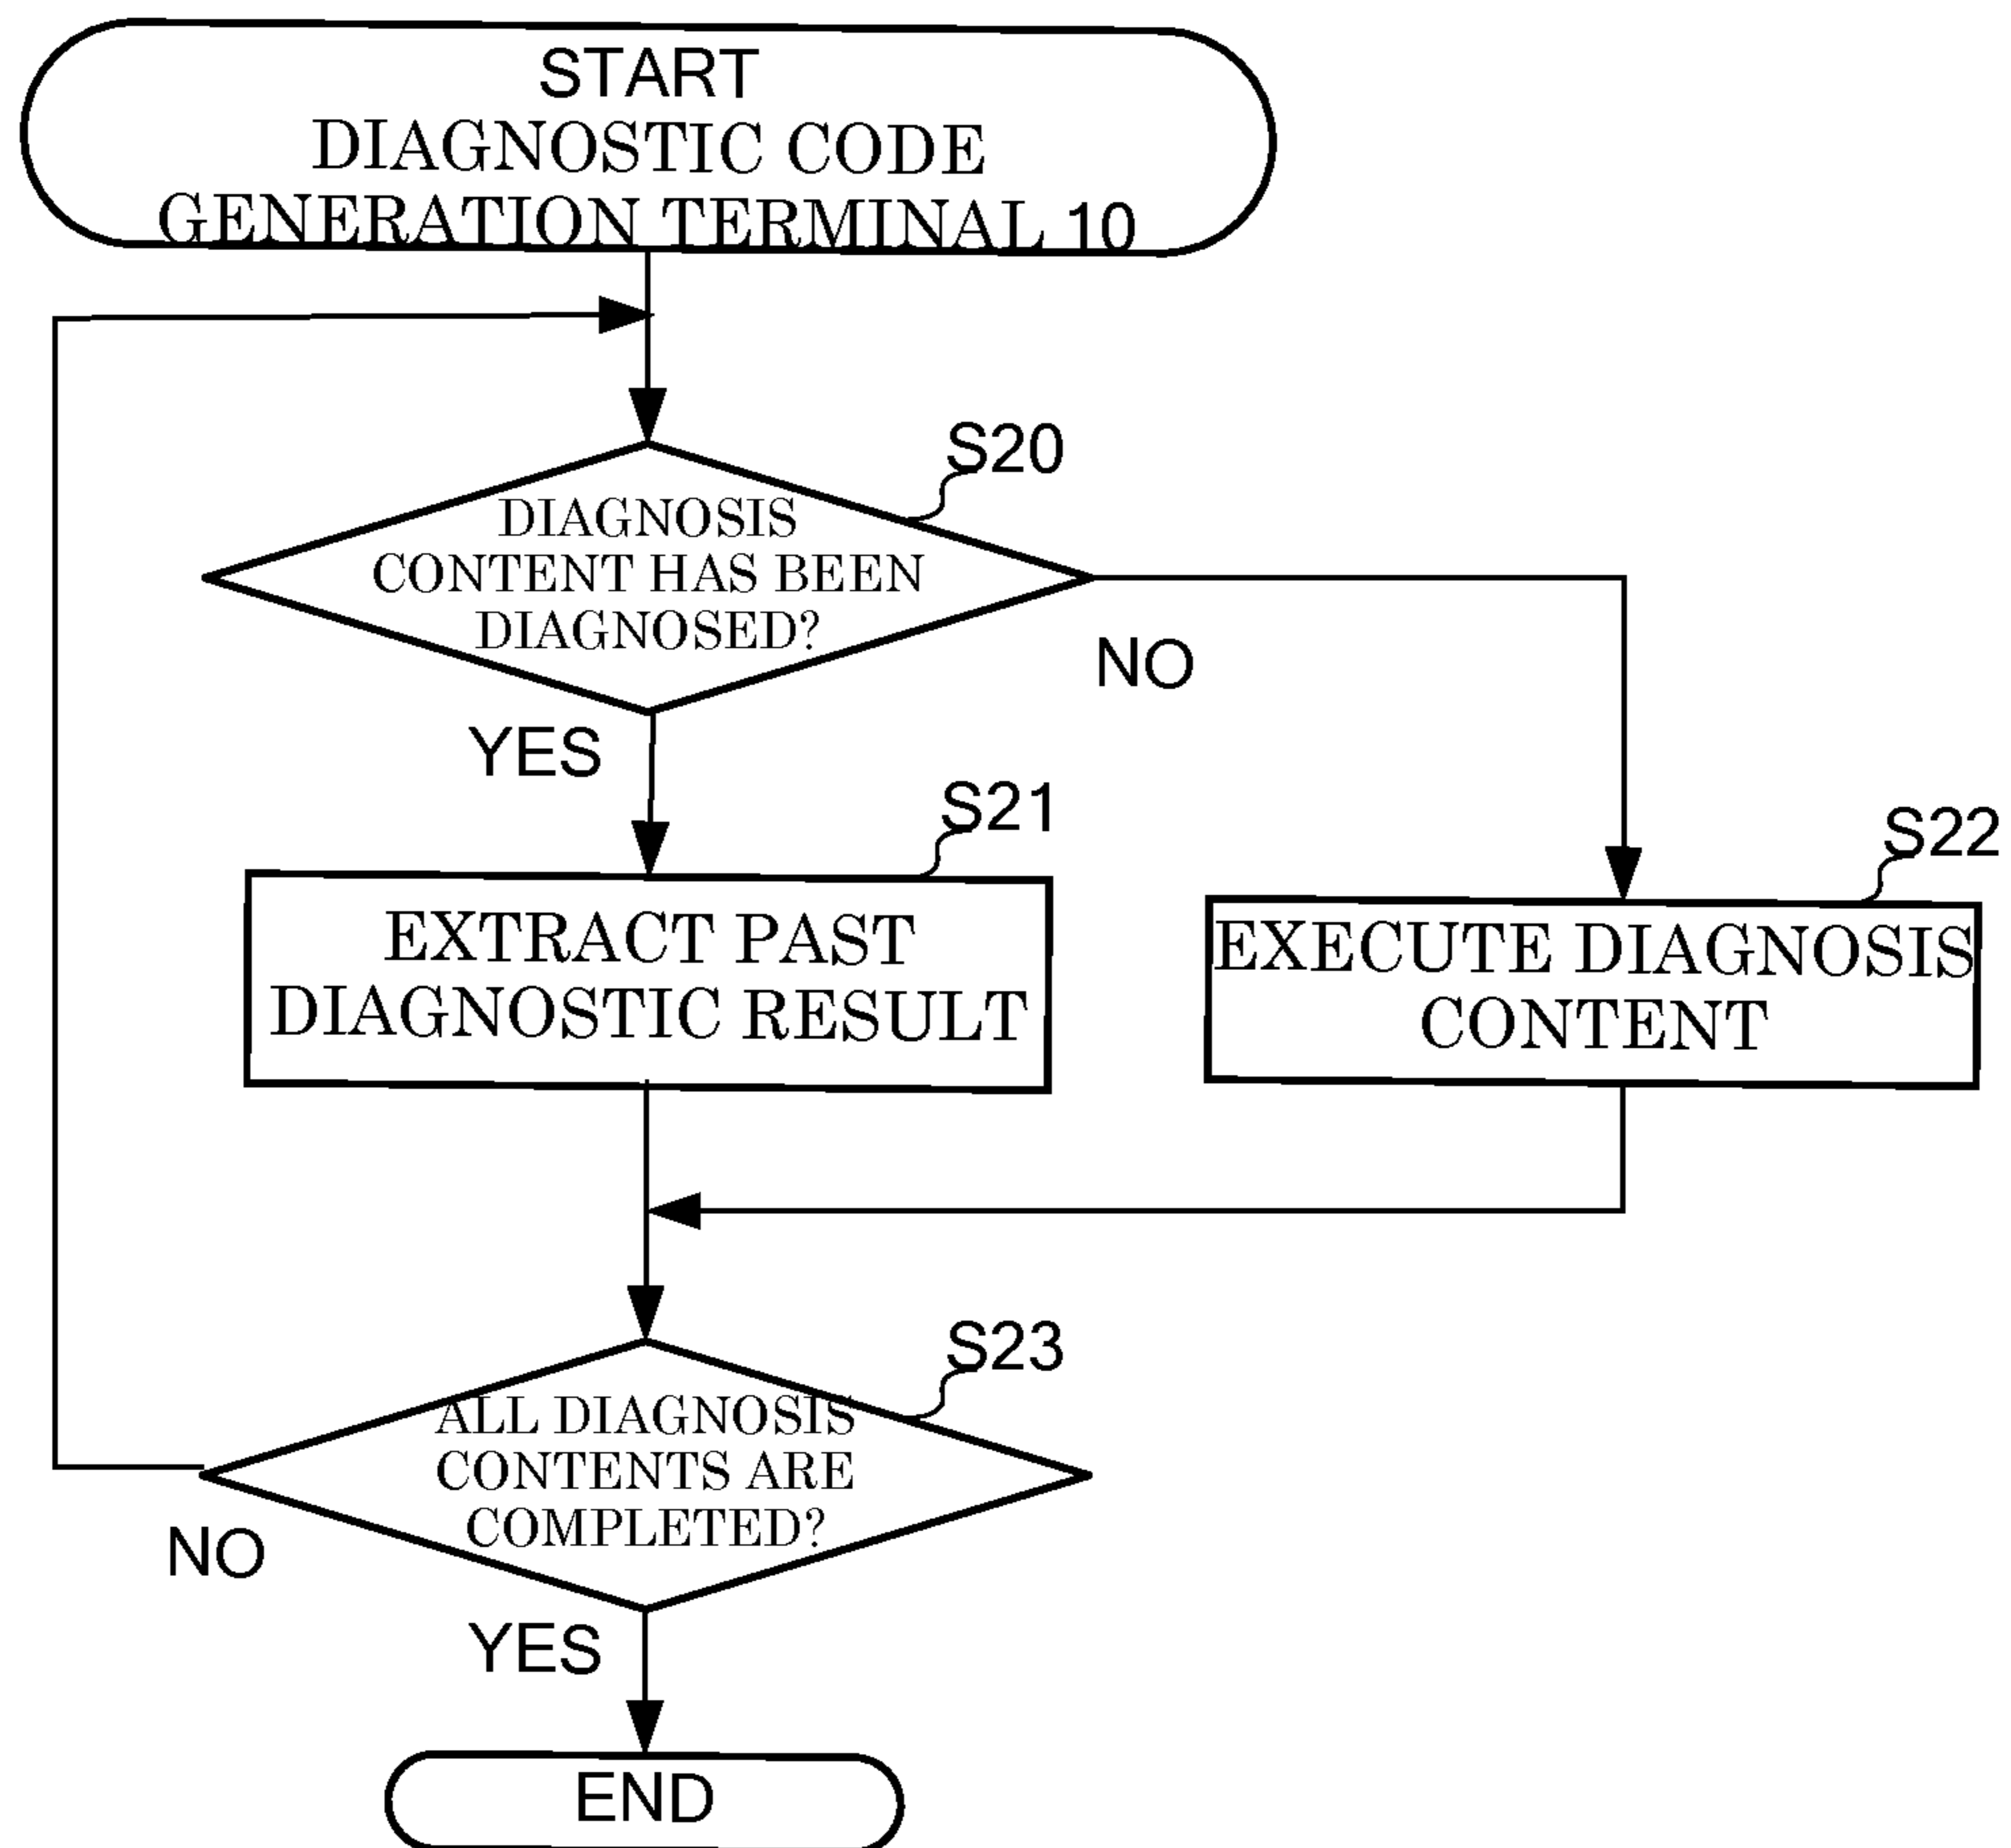 START
DIAGNOSTIC CODE
GENERATION TERMINAL 10
S20
DIAGNOSIS
CONTENT HAS BEEN
DIAGNOSED?
NO
YES
S21
S22
EXTRACT PAST
DIAGNOSTIC RESULT
EXECUTE DIAGNOSIS
CONTENT
S23
ALL DIAGNOSIS
CONTENTS ARE
COMPLETED?
NO
YES
END